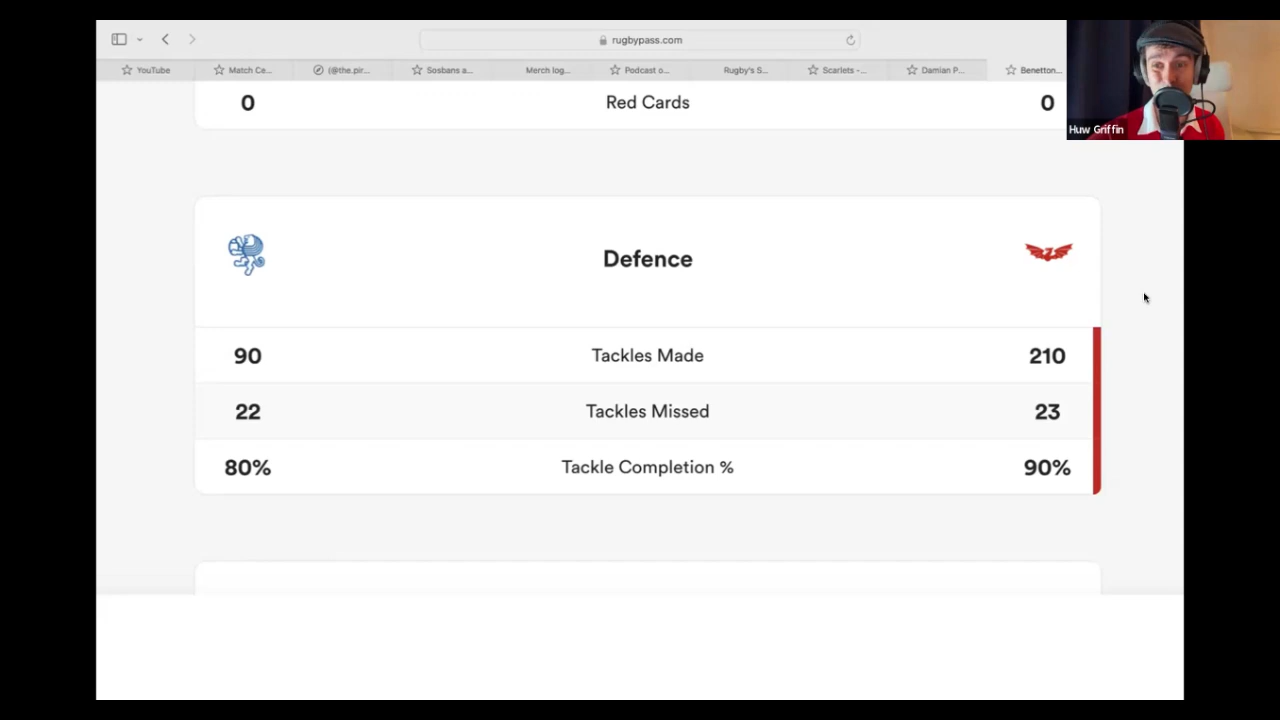 rugbypass.com
YouTube
Match Ce...
(@the.pir...
Sosbans a...
Merch log...
Podcast o...
Rugby's S...
Scarlets -...
Damian P...
Benetton...
Huw Griffin
0 Red Cards 0
Defence
90 Tackles Made 210
22 Tackles Missed 23
80% Tackle Completion % 90%